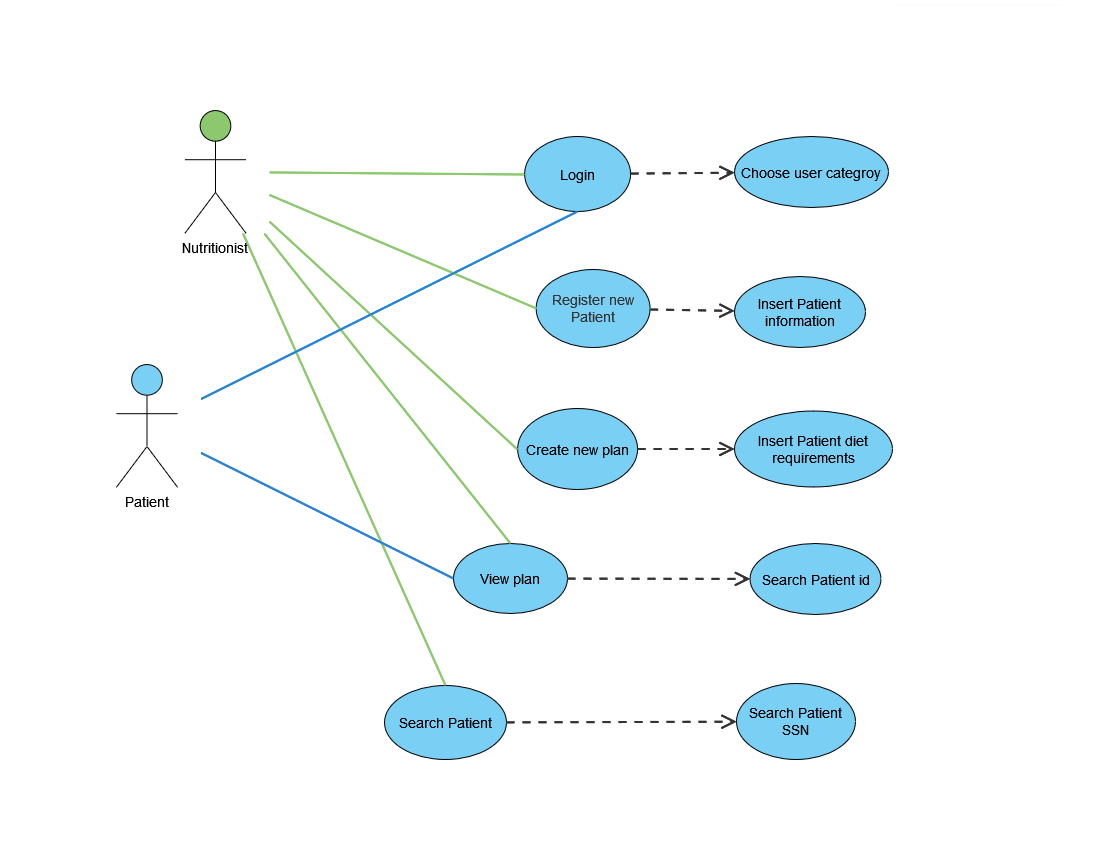 Nutritionist
Login
Choose user categroy
Register new
Patient
Insert Patient
information
Patient
Create new plan
Insert Patient diet
requirements
View plan
Search Patient id
Search Patient
Search Patient
SSN